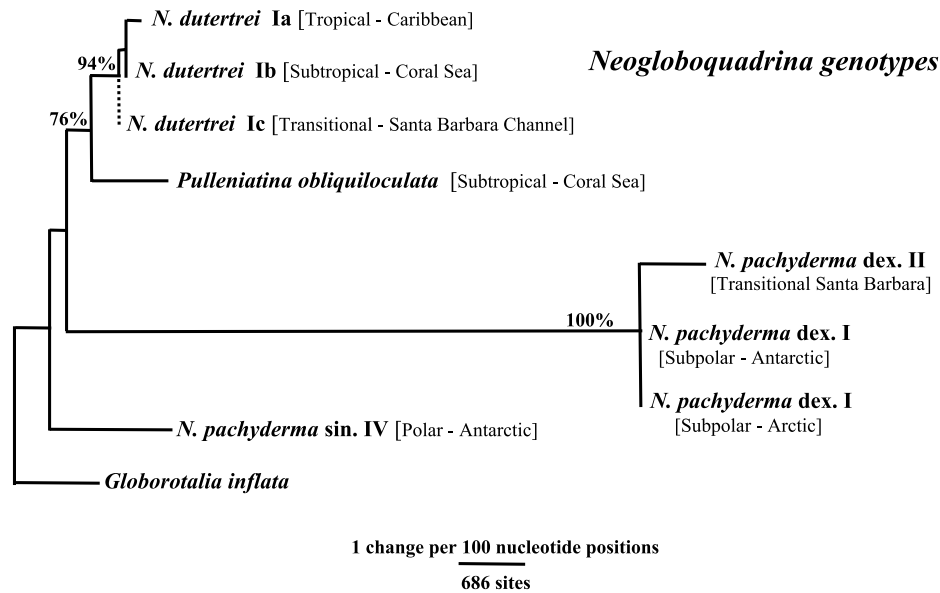 N. dutertrei Ia [Tropical - Caribbean]
Neogloboquadrina genotypes
94%
N. dutertrei Ib [Subtropical - Coral Sea]
76%
N. dutertrei Ic [Transitional - Santa Barbara Channel]
Pulleniatina obliquiloculata [Subtropical - Coral Sea]
N. pachyderma dex. II
[Transitional Santa Barbara]
100%
N. pachyderma dex. I
[Subpolar - Antarctic]
N. pachyderma dex. I
[Subpolar - Arctic]
N. pachyderma sin. IV [Polar - Antarctic]
Globorotalia inflata
1 change per 100 nucleotide positions
686 sites